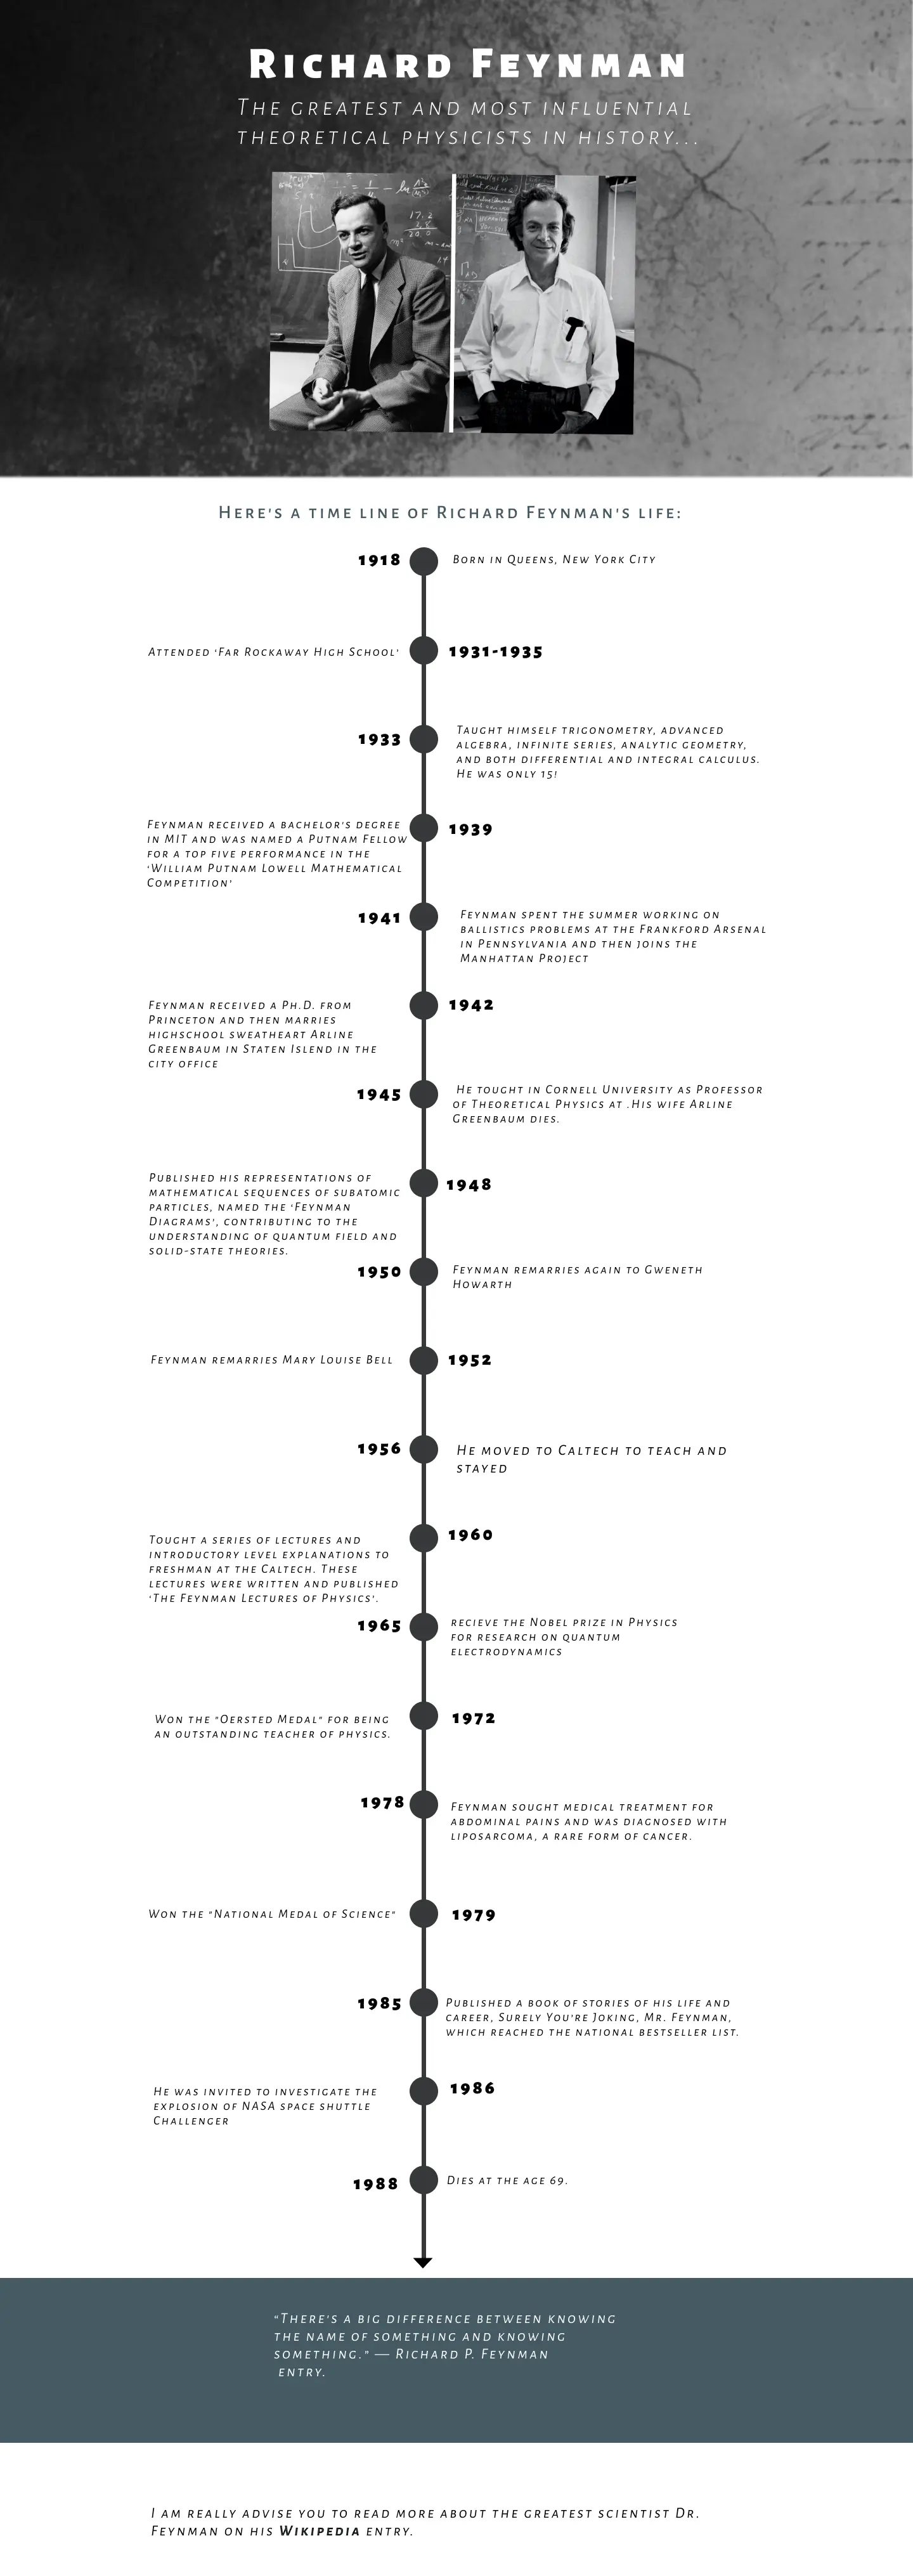 Richard Feynman
The greatest and most influential
theoretical physicists in history...
Here's a time line of Richard Feynman's life:
1918
Born in Queens, New York City
Attended 'Far Rockaway High School'
1931-1935
1933
Taught himself trigonometry, advanced
algebra, infinite series, analytic geometry,
and both differential and integral calculus.
He was only 15!
Feynman received a bachelor's degree
in MIT and was named a Putnam Fellow
for a top five performance in the
'William Putnam Lowell Mathematical
Competition'
1939
1941
Feynman spent the summer working on
ballistics problems at the Frankford Arsenal
in Pennsylvania and then joins the
Manhattan Project
Feynman received a Ph.D. from
Princeton and then marries
highschool sweatheart Arline
Greenbaum in Staten Islend in the
city office
1942
1945
He tought in Cornell University as Professor
of Theoretical Physics at .His wife Arline
Greenbaum dies.
Published his representations of
mathematical sequences of subatomic
particles, named the 'Feynman
Diagrams', contributing to the
understanding of quantum field and
solid-state theories.
1948
1950
Feynman remarries again to Gweneth
Howarth
Feynman remarries Mary Louise Bell
1952
1956
He moved to Caltech to teach and
stayed
Tought a series of lectures and
introductory level explanations to
freshman at the Caltech. These
lectures were written and published
'The Feynman Lectures of Physics'.
1960
1965
recieve the Nobel prize in Physics
for research on quantum
electrodynamics
Won the "Oersted Medal" for being
an outstanding teacher of physics.
1972
1978
Feynman sought medical treatment for
abdominal pains and was diagnosed with
liposarcoma, a rare form of cancer.
Won the "National Medal of Science"
1979
1985
Published a book of stories of his life and
career, Surely You're Joking, Mr. Feynman,
which reached the national bestseller list.
He was invited to investigate the
explosion of NASA space shuttle
Challenger
1986
1988
Dies at the age 69.
"There's a big difference between knowing
the name of something and knowing
something." — Richard P. Feynman
entry.
I am really advise you to read more about the greatest scientist Dr.
Feynman on his Wikipedia entry.